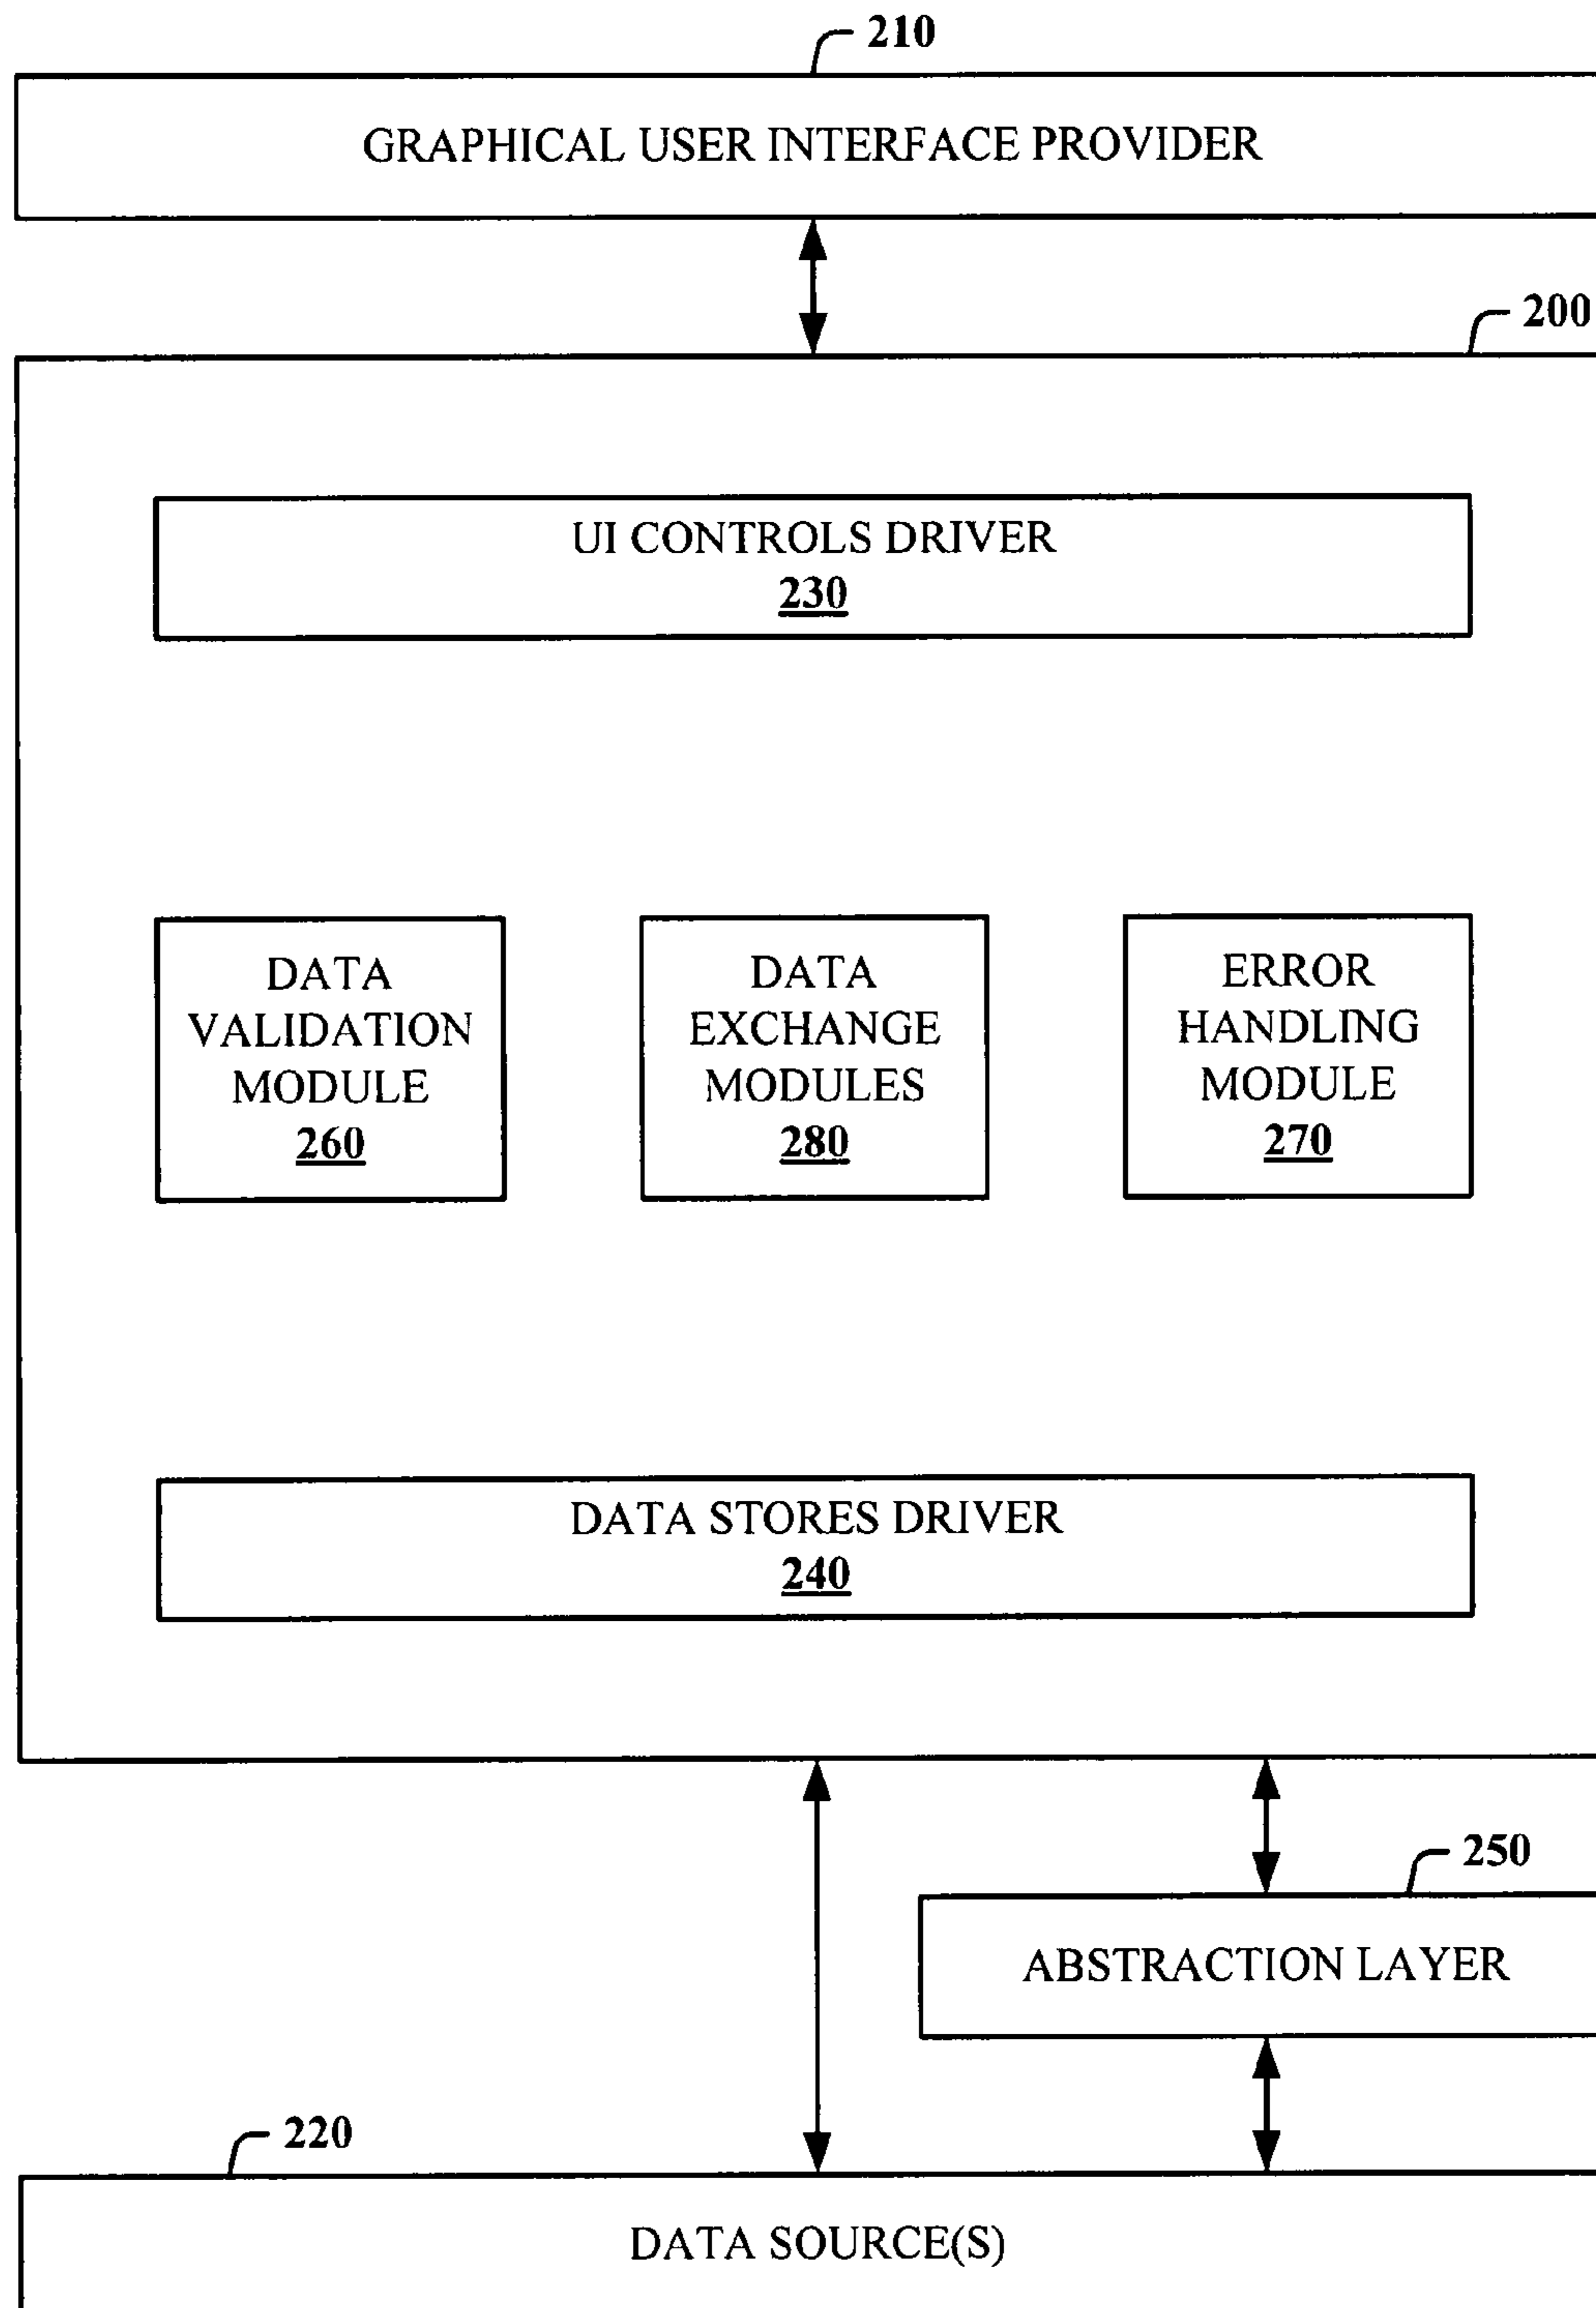 210
GRAPHICAL USER INTERFACE PROVIDER
200
UI CONTROLS DRIVER
230
DATA
VALIDATION
MODULE
260
DATA
EXCHANGE
MODULES
280
ERROR
HANDLING
MODULE
270
DATA STORES DRIVER
240
250
ABSTRACTION LAYER
220
DATA SOURCE(S)